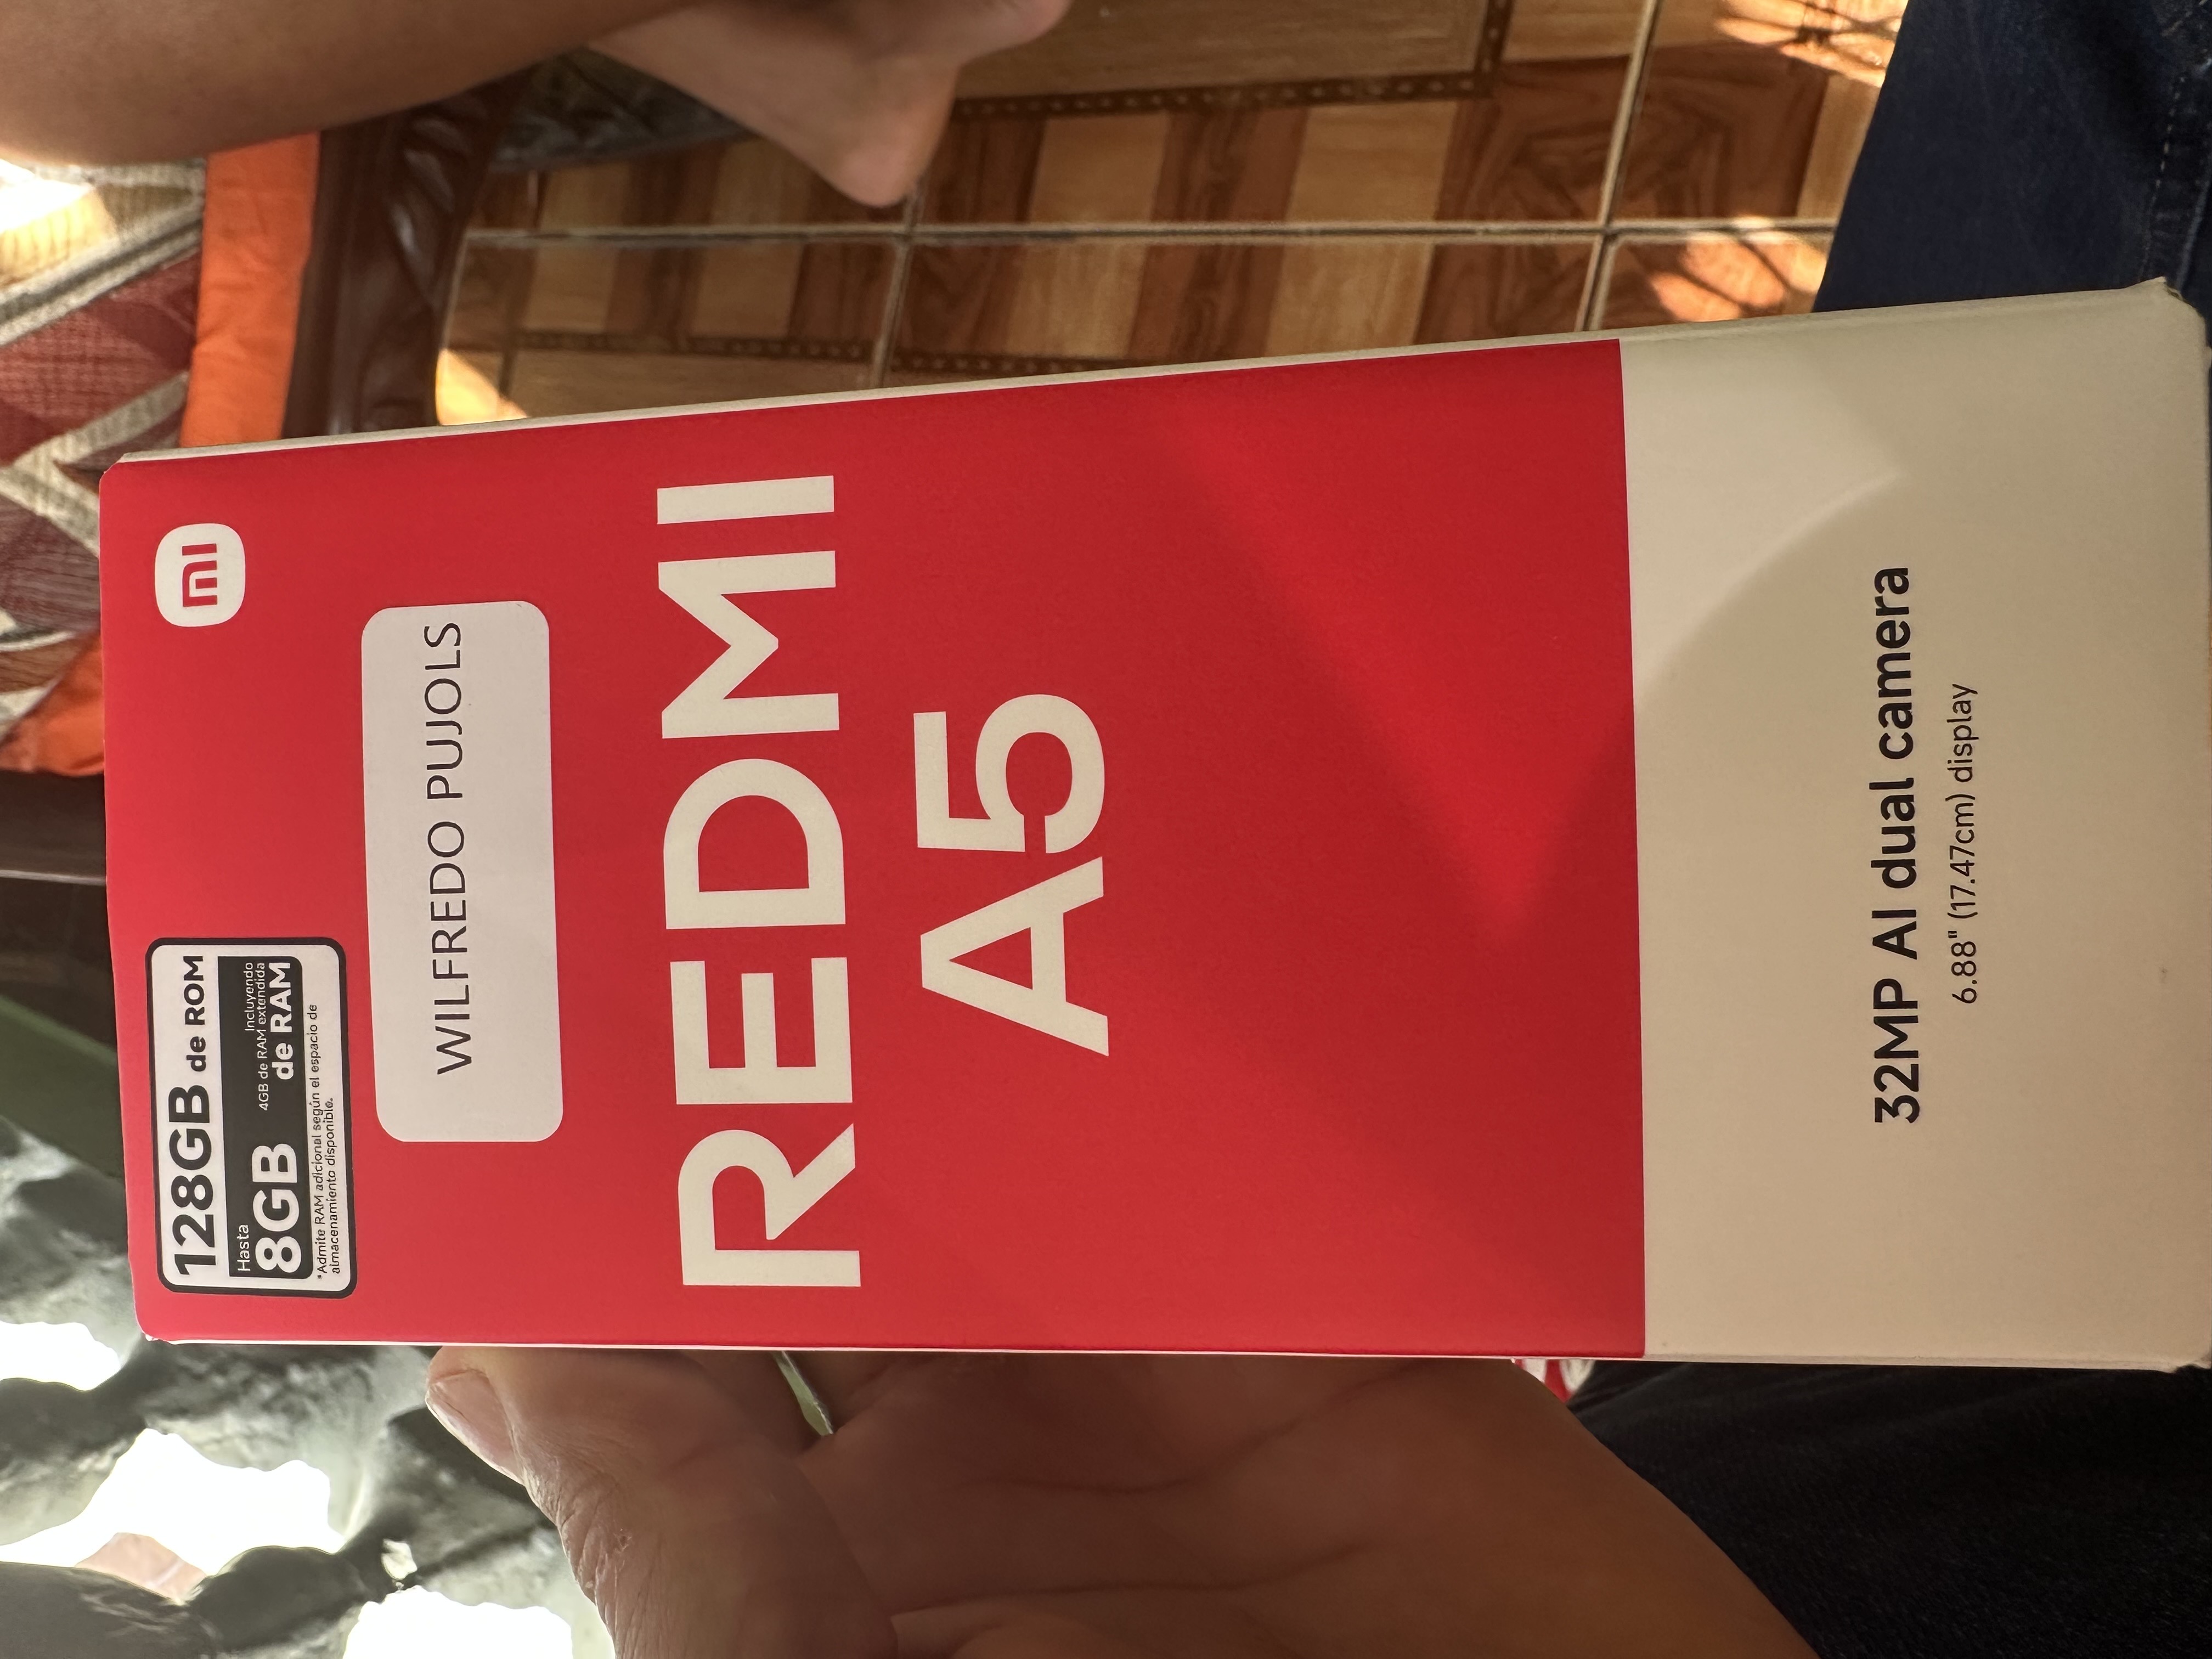 128GB de ROM
Hasta
8GB
Incluyendo
4GB de RAM extendida
de RAM
*Admite RAM adicional según el espacio de
almacenamiento disponible.
mi
WILFREDO PUJOLS
REDMI
A5
32MP AI dual camera
6.88" (17.47cm) display